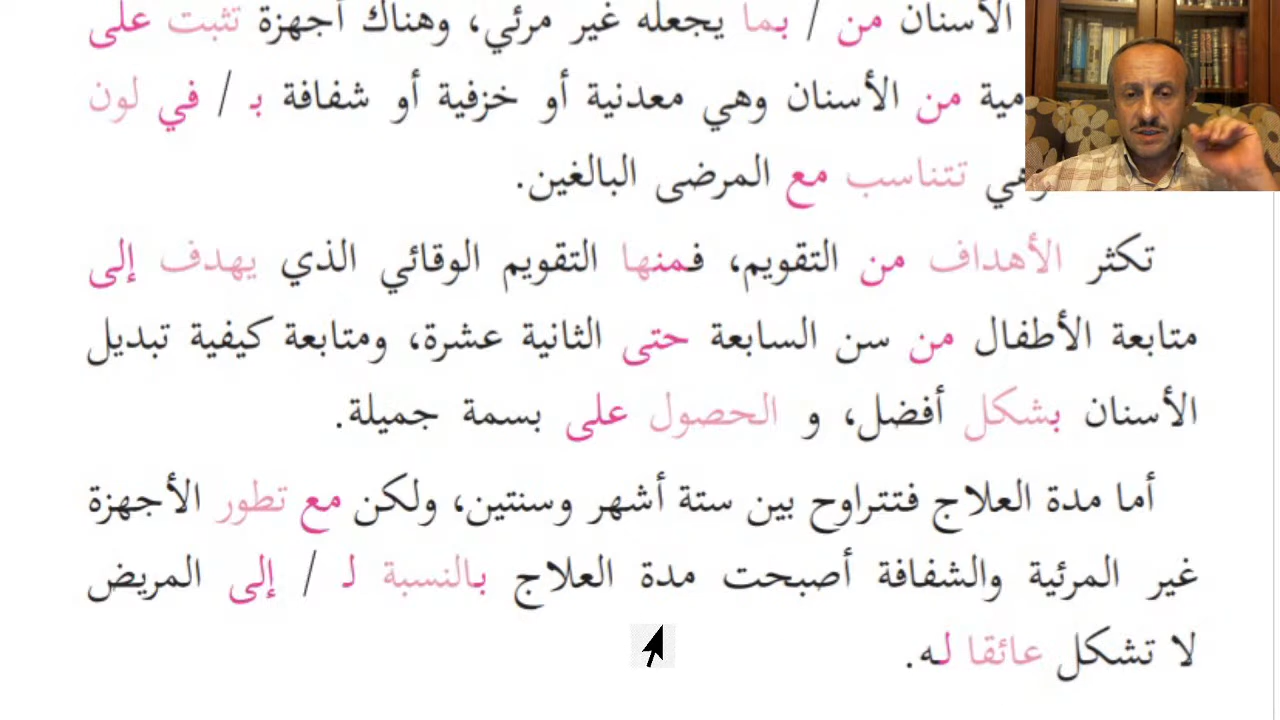 الأسنان من / بما يجعله غير مرئي، وهناك أجهزة تثبت على
من الأسنان وهي معدنية أو خزفية أو شفافة بـ / في لون
تتناسب مع المرضى البالغين.
تكثر الأهداف من التقويم، فمنها التقويم الوقائي الذي يهدف إلى
متابعة الأطفال من سن السابعة حتى الثانية عشرة، ومتابعة كيفية تبديل
الأسنان بشكل أفضل، و الحصول على بسمة جميلة.
أما مدة العلاج فتتراوح بين ستة أشهر وسنتين، ولكن مع تطور الأجهزة
غير المرئية والشفافة أصبحت مدة العلاج بالنسبة لـ / إلى المريض
لا تشكل عائقا له.